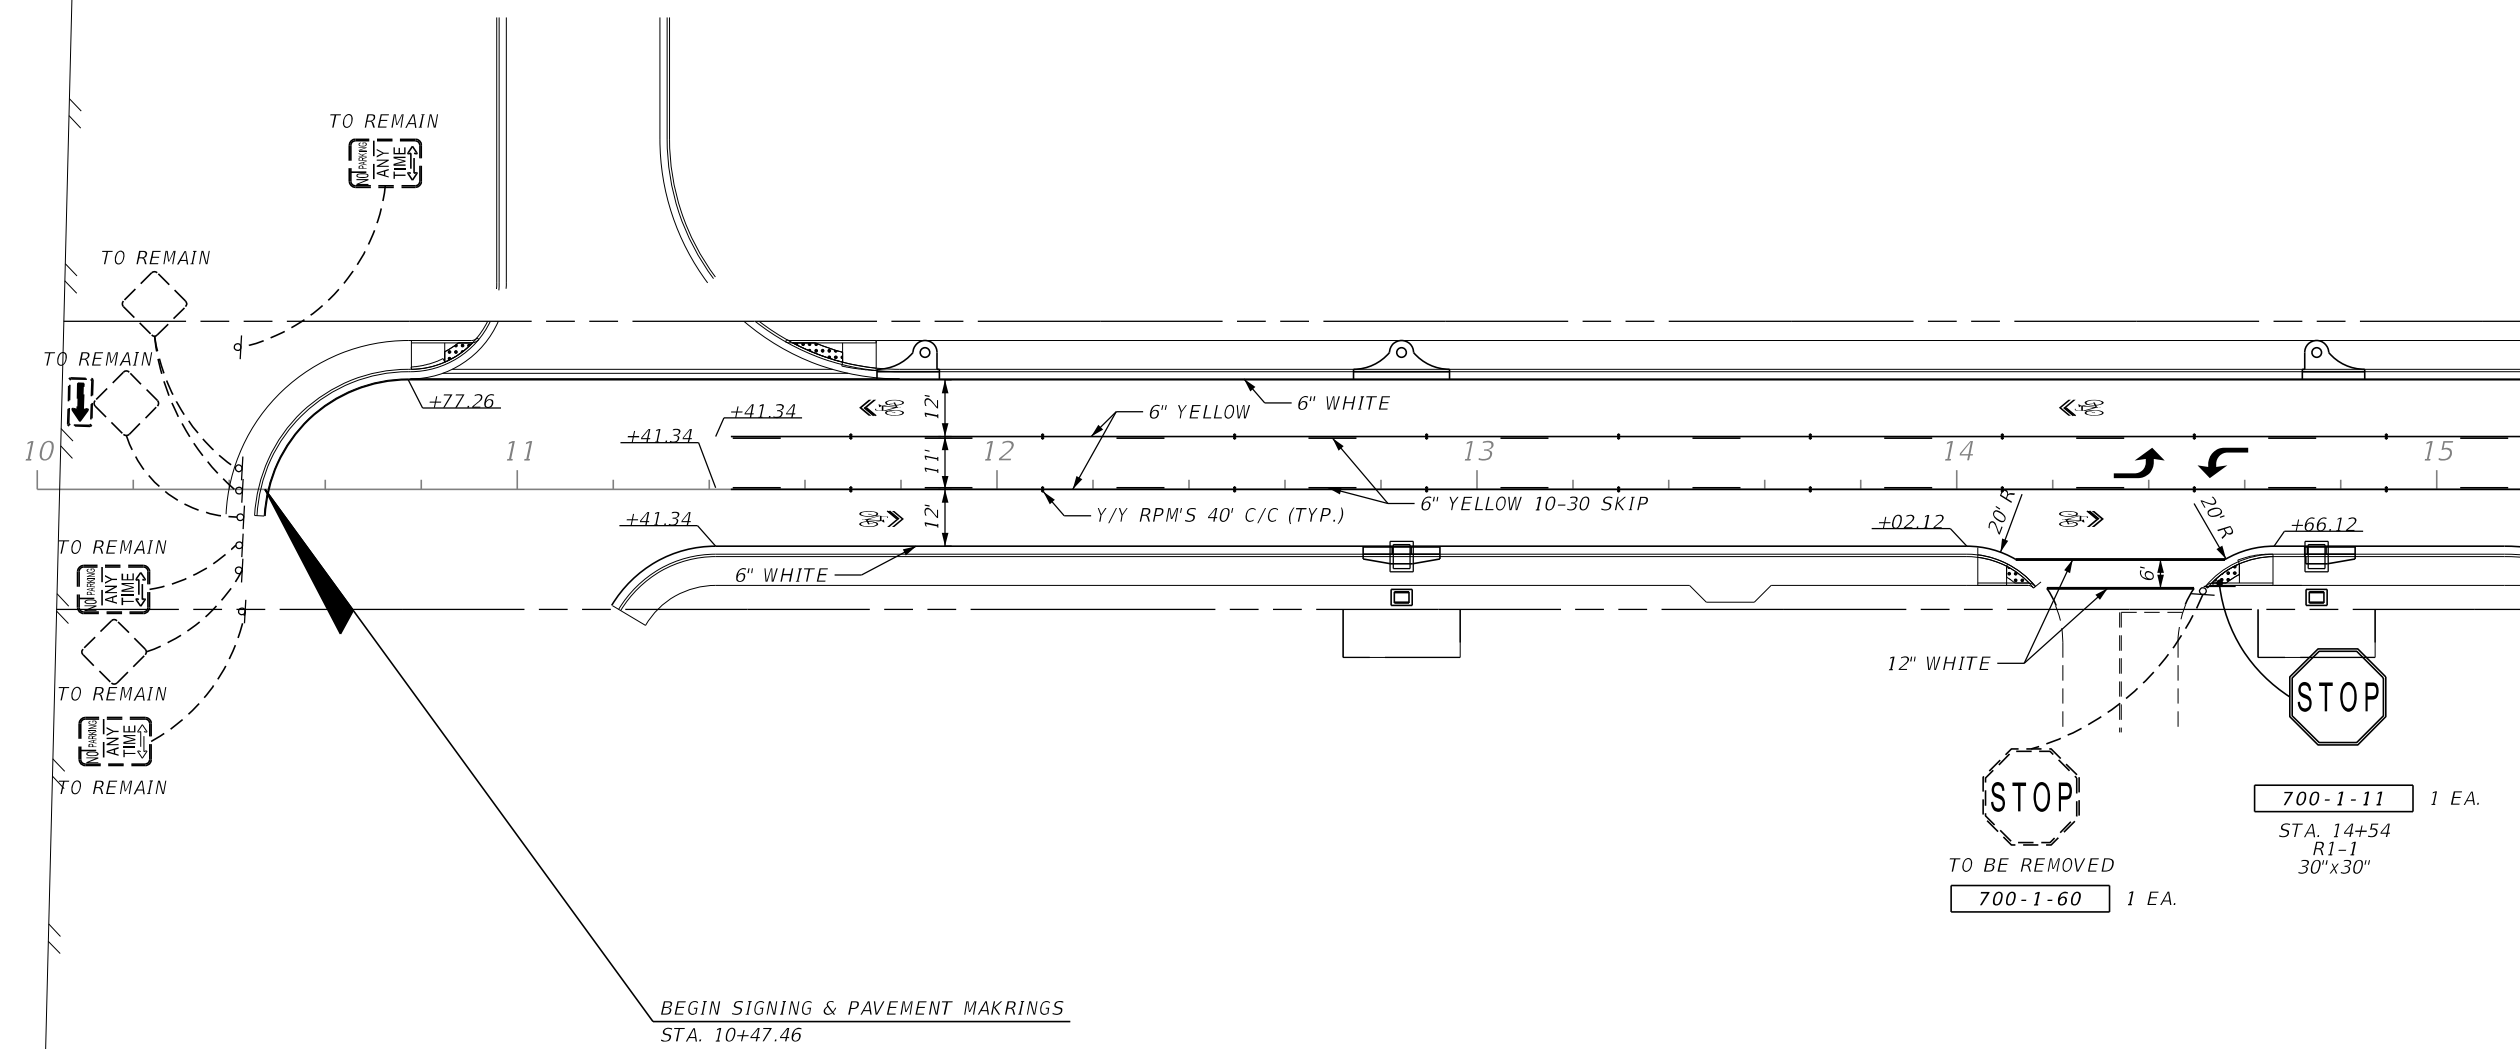 TO REMAIN
NO PARKING
ANY
TIME
TO REMAIN
TO REMAIN
+77.26
+41.34
+41.34
12'
6" YELLOW
6" WHITE
10
11
12
13
14
15
11'
6" YELLOW 10-30 SKIP
Y/Y RPM'S 40' C/C (TYP.)
+41.34
12'
+02.12
20' R
20' R
+66.12
TO REMAIN
NO PARKING
ANY
TIME
6" WHITE
6'
12" WHITE
TO REMAIN
STOP
NO PARKING
ANY
TIME
TO REMAIN
STOP
700-1-11 1 EA.
STA. 14+54
R1-1
30"x30"
TO BE REMOVED
700-1-60 1 EA.
BEGIN SIGNING & PAVEMENT MAKRINGS
STA. 10+47.46